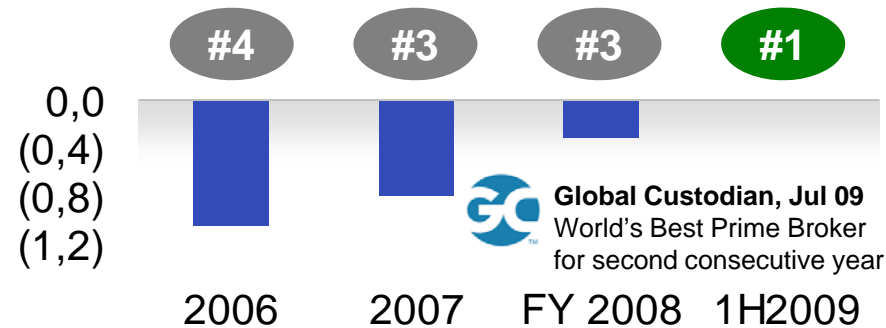 #4 #3 #3 #1
0,0
(0,4)
(0,8)
(1,2)
GC
TM
Global Custodian, Jul 09
World's Best Prime Broker
for second consecutive year
2006 2007 FY 2008 1H2009